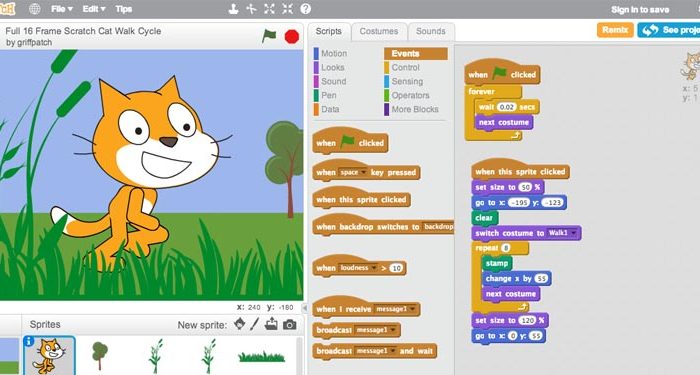 Edit Tips
Sign in to save
Full 16 Frame Scratch Cat Walk Cycle
by griffpatch
x: 240 y: -180
Sprites
New sprite:
Scripts Costumes Sounds
Motion Events
Looks Control
Sound Sensing
Pen Operators
Data More Blocks
when clicked
when space key pressed
when this sprite clicked
when backdrop switches to
when loudness > 10
when I receive message1
broadcast message1
broadcast message1 and wait
Remix See
when clicked
forever
wait 0.02 secs
next costume
when this sprite clicked
set size to 50 %
go to x: -195 y: -123
clear
switch costume to Walk1
repeat 8
stamp
change x by 55
next costume
set size to 120 %
go to x: 0 y: 55